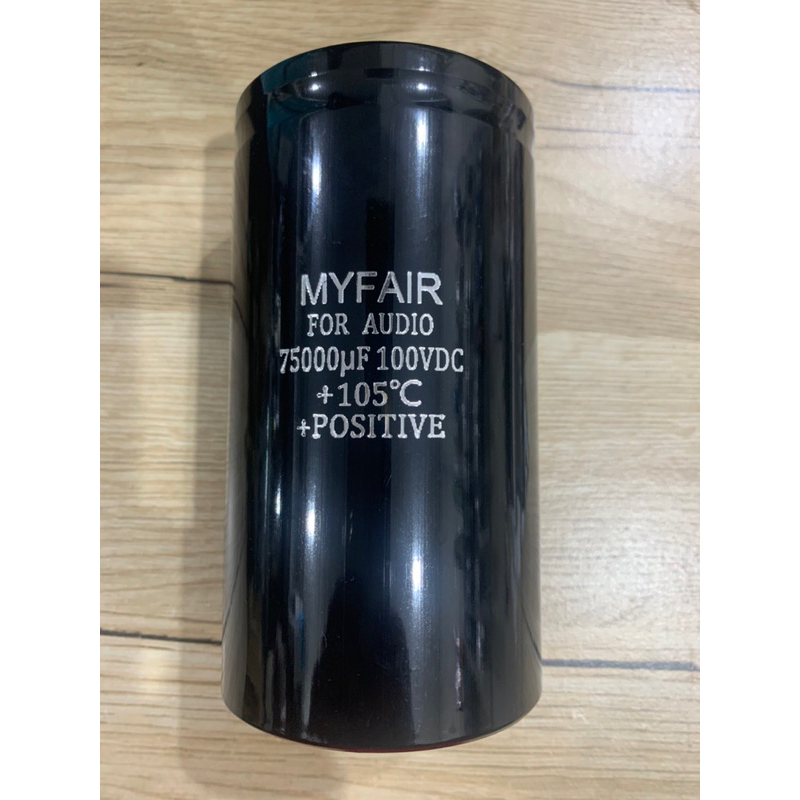 MYFAIR
FOR AUDIO
75000µF 100VDC
+105℃
+POSITIVE